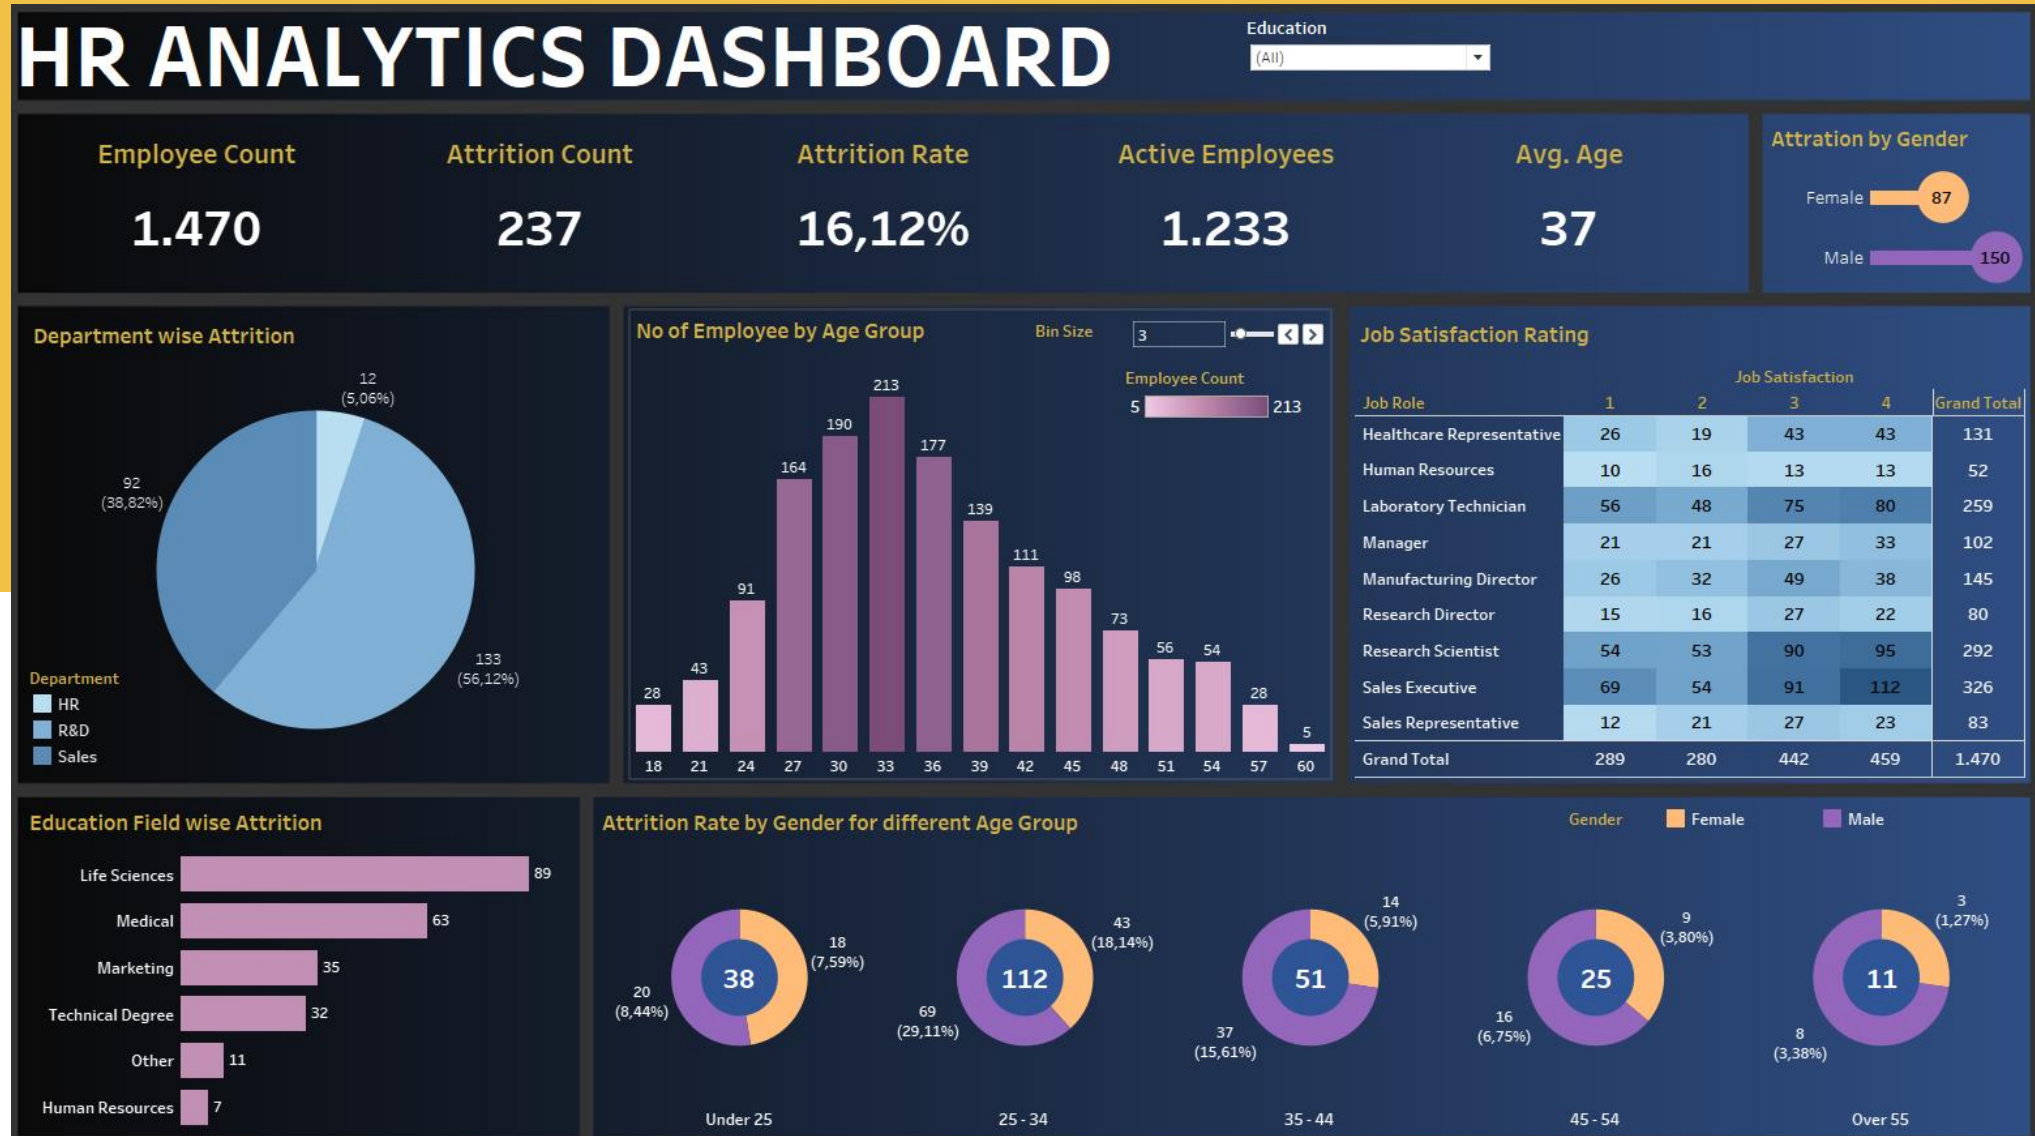 HR ANALYTICS DASHBOARD
Education
(All)
Employee Count
1.470
Attrition Count
237
Attrition Rate
16,12%
Active Employees
1.233
Avg. Age
37
Attration by Gender
Female 87
Male 150
Department wise Attrition
12
(5,06%)
92
(38,82%)
133
(56,12%)
Department
HR
R&D
Sales
No of Employee by Age Group
Bin Size 3
Employee Count
5 213
28 43 91 164 190 213 177 139 111 98 73 56 54 28 5
18 21 24 27 30 33 36 39 42 45 48 51 54 57 60
Job Satisfaction Rating
Job Satisfaction
Job Role 1 2 3 4 Grand Total
Healthcare Representative 26 19 43 43 131
Human Resources 10 16 13 13 52
Laboratory Technician 56 48 75 80 259
Manager 21 21 27 33 102
Manufacturing Director 26 32 49 38 145
Research Director 15 16 27 22 80
Research Scientist 54 53 90 95 292
Sales Executive 69 54 91 112 326
Sales Representative 12 21 27 23 83
Grand Total 289 280 442 459 1.470
Education Field wise Attrition
Life Sciences 89
Medical 63
Marketing 35
Technical Degree 32
Other 11
Human Resources 7
Attrition Rate by Gender for different Age Group
Gender Female Male
38
18
(7,59%)
20
(8,44%)
Under 25
112
43
(18,14%)
69
(29,11%)
25 - 34
51
14
(5,91%)
37
(15,61%)
35 - 44
25
9
(3,80%)
16
(6,75%)
45 - 54
11
3
(1,27%)
8
(3,38%)
Over 55